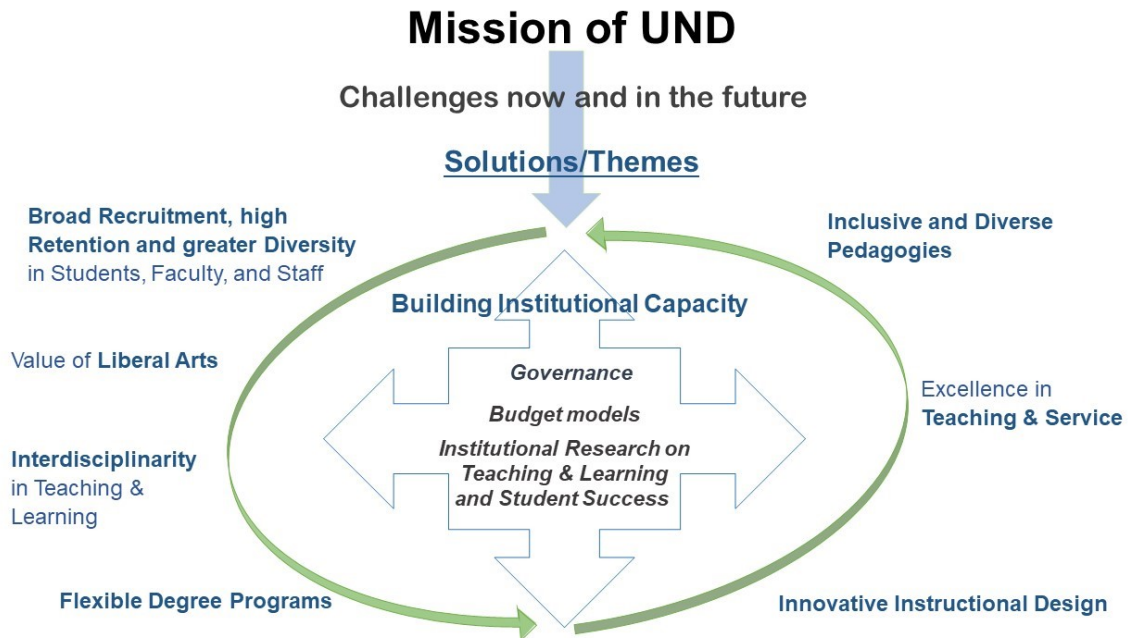 Mission of UND
Challenges now and in the future
Solutions/Themes
Broad Recruitment, high
Retention and greater Diversity
in Students, Faculty, and Staff
Value of Liberal Arts
Interdisciplinarity
in Teaching &
Learning
Flexible Degree Programs
Building Institutional Capacity
Governance
Budget models
Institutional Research on
Teaching & Learning
and Student Success
Inclusive and Diverse
Pedagogies
Excellence in
Teaching & Service
Innovative Instructional Design